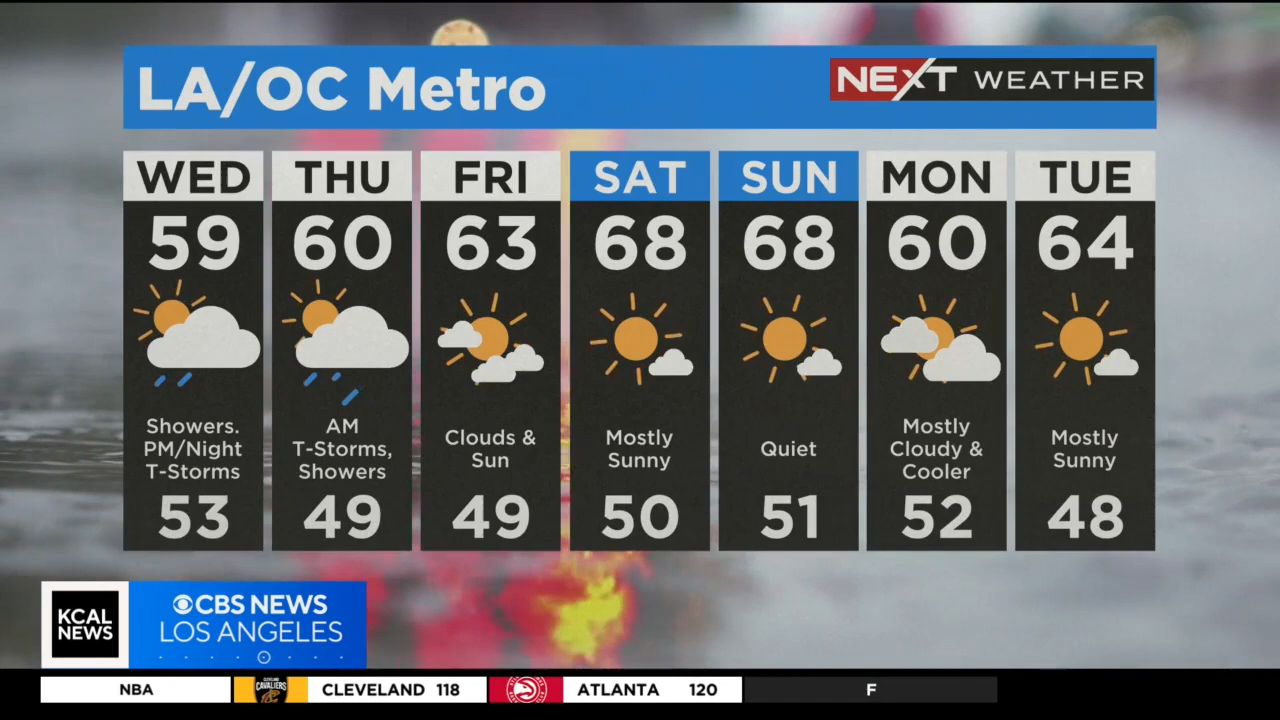 LA/OC Metro
NEXT WEATHER
WED
59
Showers.
PM/Night
T-Storms
53
THU
60
AM
T-Storms,
Showers
49
FRI
63
Clouds &
Sun
49
SAT
68
Mostly
Sunny
50
SUN
68
Quiet
51
MON
60
Mostly
Cloudy &
Cooler
52
TUE
64
Mostly
Sunny
48
KCAL
NEWS
CBS NEWS
LOS ANGELES
NBA
CLEVELAND
CAVALIERS
CLEVELAND 118
ATLANTA 120
F